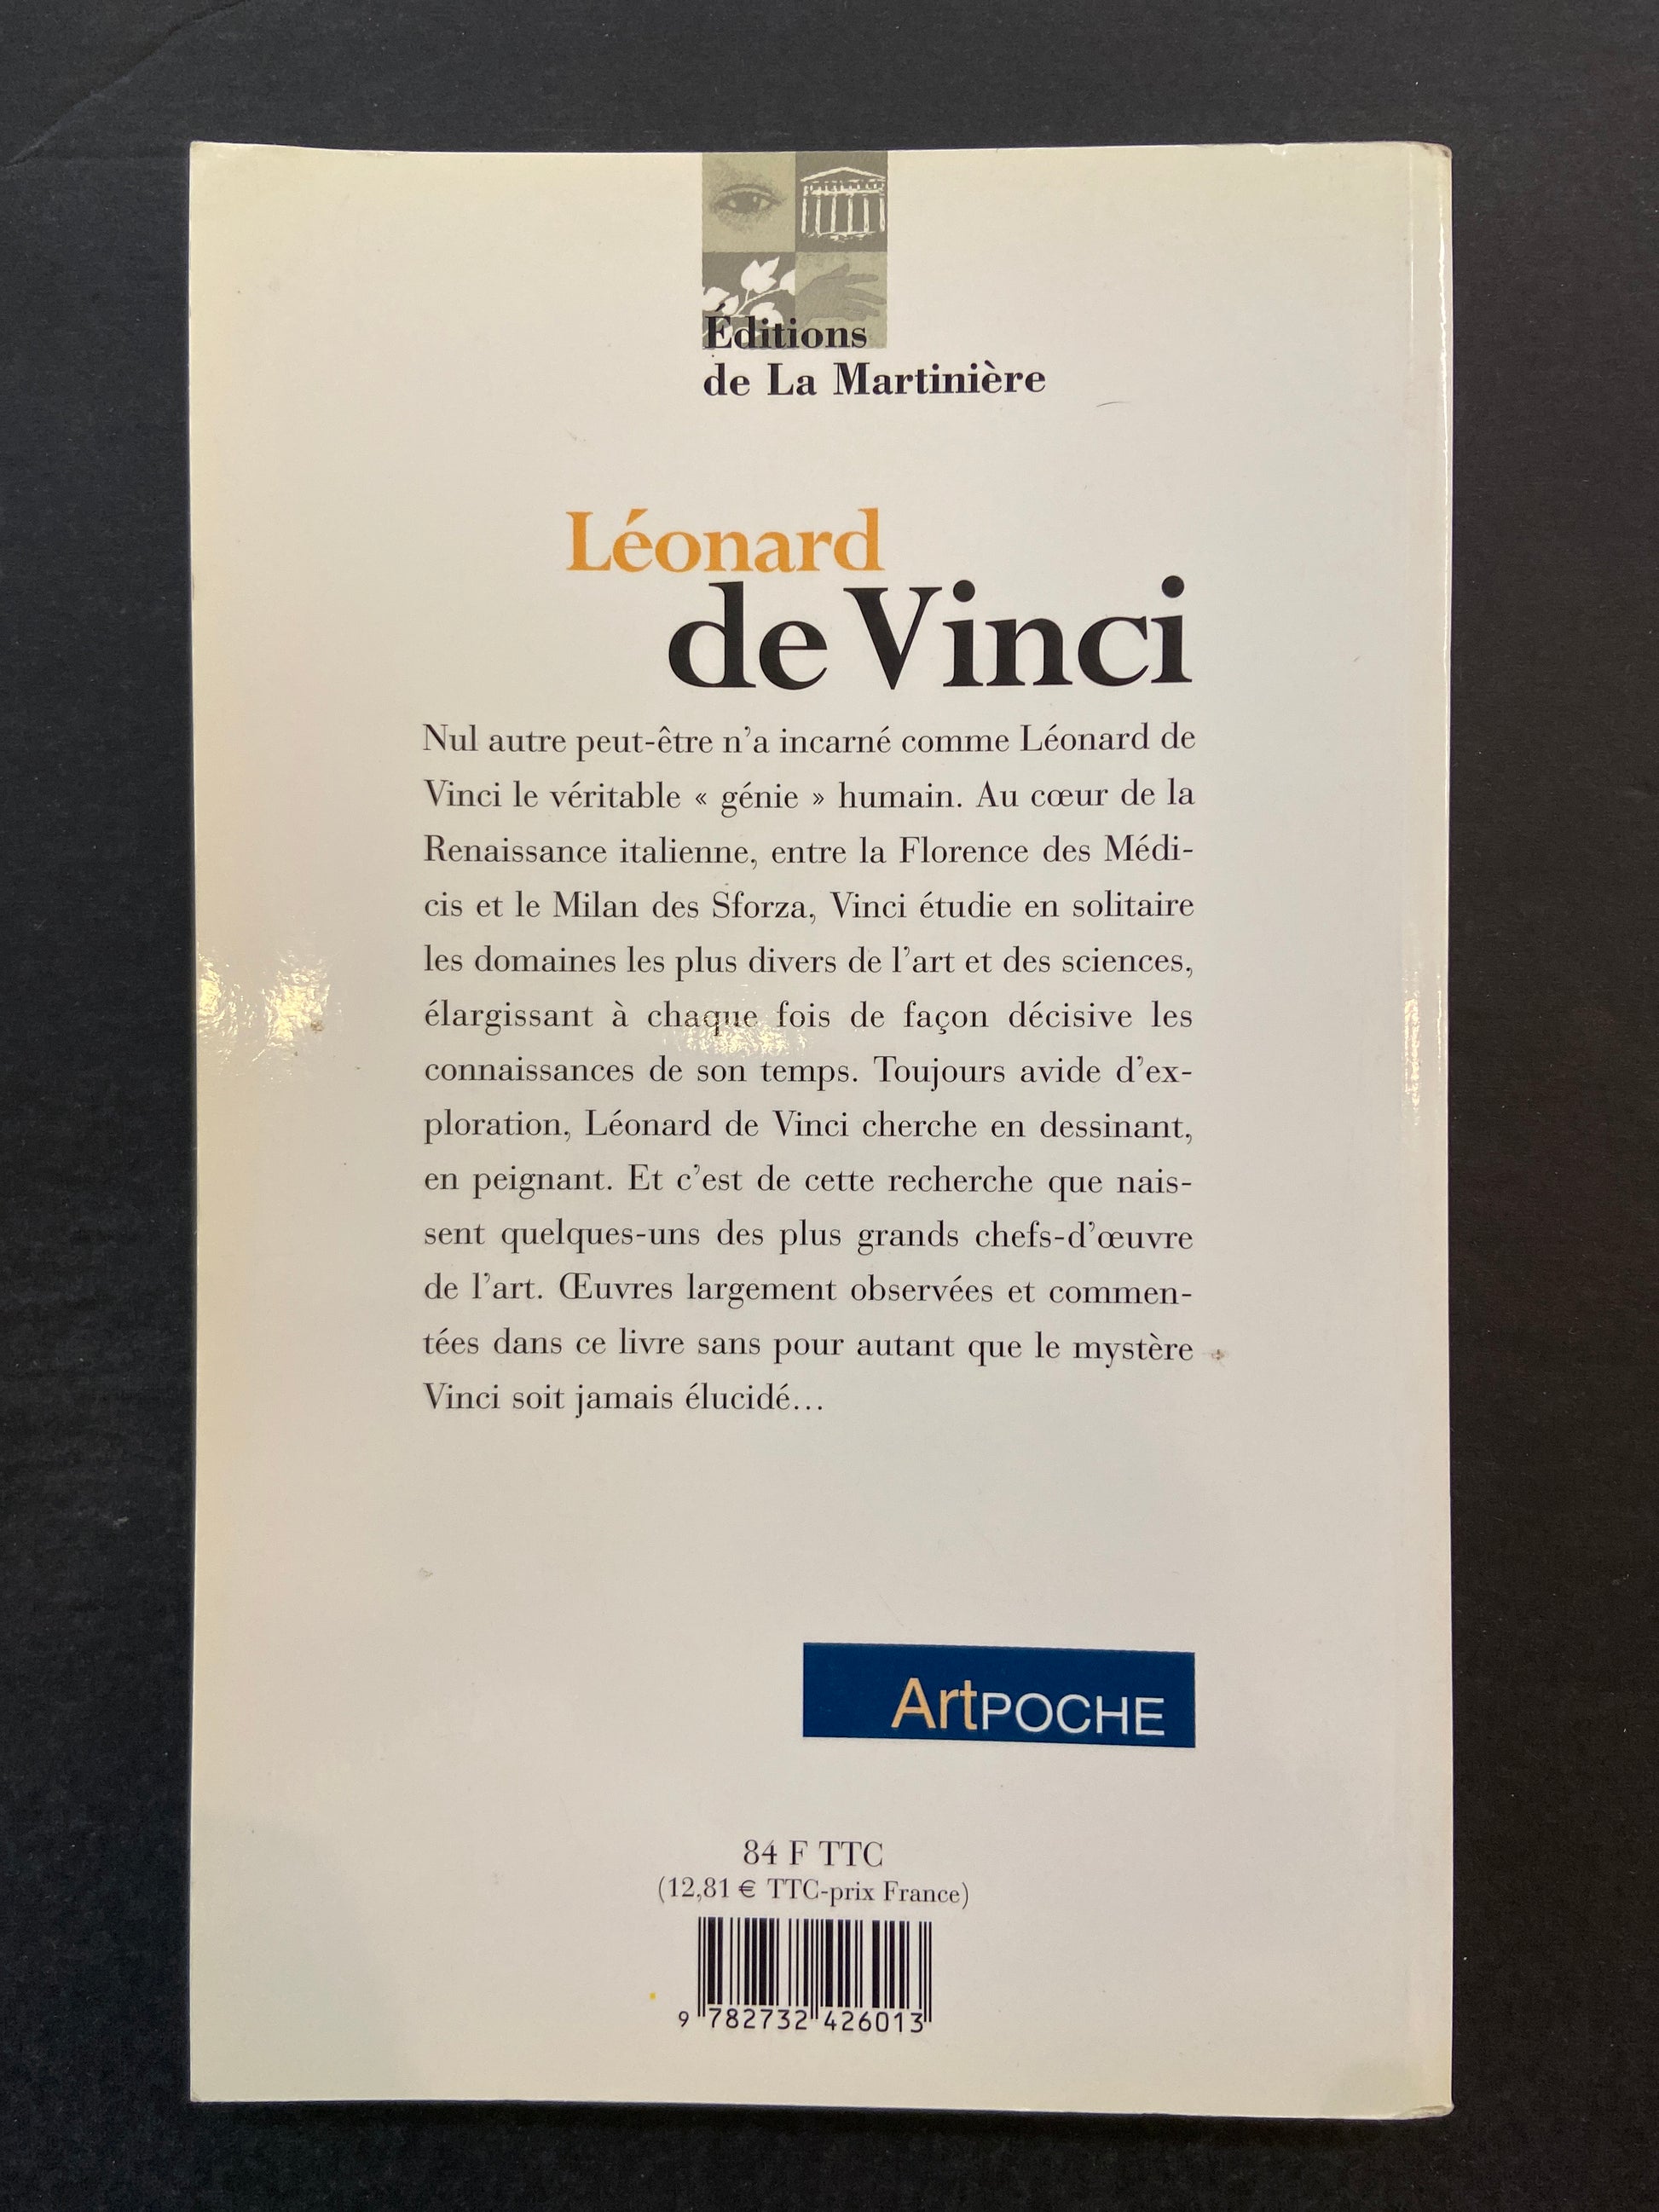 Éditions
de La Martinière
Léonard
de Vinci
Nul autre peut-être n'a incarné comme Léonard de
Vinci le véritable « génie » humain. Au cœur de la
Renaissance italienne, entre la Florence des Médi-
cis et le Milan des Sforza, Vinci étudie en solitaire
les domaines les plus divers de l'art et des sciences,
élargissant à chaque fois de façon décisive les
connaissances de son temps. Toujours avide d'ex-
ploration, Léonard de Vinci cherche en dessinant,
en peignant. Et c'est de cette recherche que nais-
sent quelques-uns des plus grands chefs-d'œuvre
de l'art. Œuvres largement observées et commen-
tées dans ce livre sans pour autant que le mystère
Vinci soit jamais élucidé...
ArtPOCHE
84 F TTC
(12,81 € TTC-prix France)
9 782732 426013